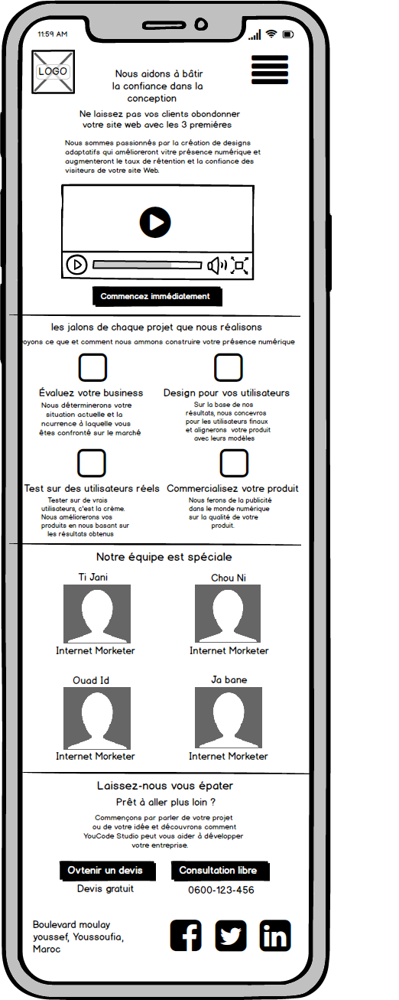 11:59 AM
LOGO
Nous aidons à bâtir
la confiance dans la
conception
Ne laissez pas vos clients obondonner
votre site web avec les 3 premiéres
Nous sommes passionnés par la création de designs
adaptatifs qui amélioreront vitre présence numérique et
augmenteront le taux de rétention et la confiance des
visiteurs de votre site Web.
Commencez immédiatement
les jalons de chaque projet que nous réalisons
oyons ce que et comment nous ammons construire votre présence numérique
Évaluez votre business
Design pour vos utilisateurs
Nous déterminerons votre
situation actuelle et la
ncurrence à laquelle vous
êtes confronté sur le marché
Sur la base de nos
résultats, nous concevros
pour les utilisateurs finaux
et alignerons votre produit
avec leurs modèles
Test sur des utilisateurs réels
Commercialisez votre produit
Tester sur de vrais
utilisateurs, c'est la crème.
Nous améliorerons vos
produits en nous basant sur
les résultats obtenus
Nous ferons de la publicité
dans le monde numérique
sur la qualité de votre
produit.
Notre équipe est spéciale
Ti Jani
Chou Ni
Internet Morketer
Internet Morketer
Ouad Id
Ja bane
Internet Morketer
Internet Morketer
Laissez-nous vous épater
Prêt à aller plus loin ?
Commençons par parler de votre projet
ou de votre idée et découvrons comment
YouCode Studio peut vous aider à développer
votre entreprise.
Ovtenir un devis
Consultation libre
Devis gratuit
0600-123-456
Boulevard moulay
youssef, Youssoufia,
Maroc